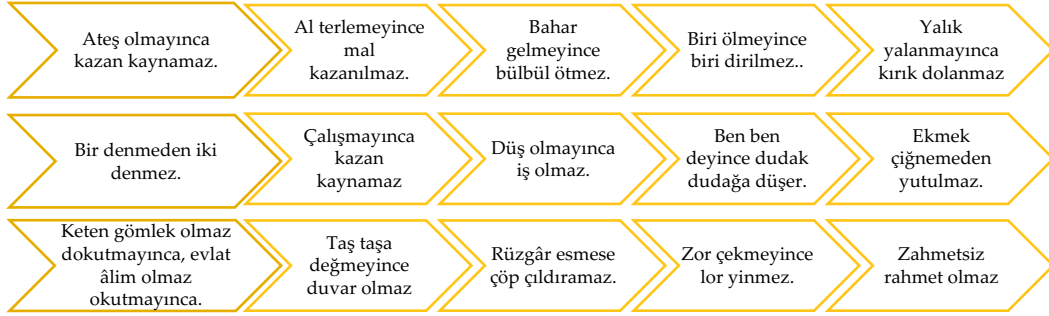 Ateş olmayınca
kazan kaynamaz.
Al terlemeyince
mal
kazanılmaz.
Bahar
gelmeyince
bülbül ötmez.
Biri ölmeyince
biri dirilmez..
Yalık
yalanmayınca
kırık dolanmaz
Bir denmeden iki
denmez.
Çalışmayınca
kazan
kaynamaz
Düş olmayınca
iş olmaz.
Ben ben
deyince dudak
dudağa düşer.
Ekmek
çiğnemeden
yutulmaz.
Keten gömlek olmaz
dokutmayınca, evlat
âlim olmaz
okutmayınca.
Taş taşa
değmeyince
duvar olmaz
Rüzgâr esmese
çöp çıldıramaz.
Zor çekmeyince
lor yinmez.
Zahmetsiz
rahmet olmaz